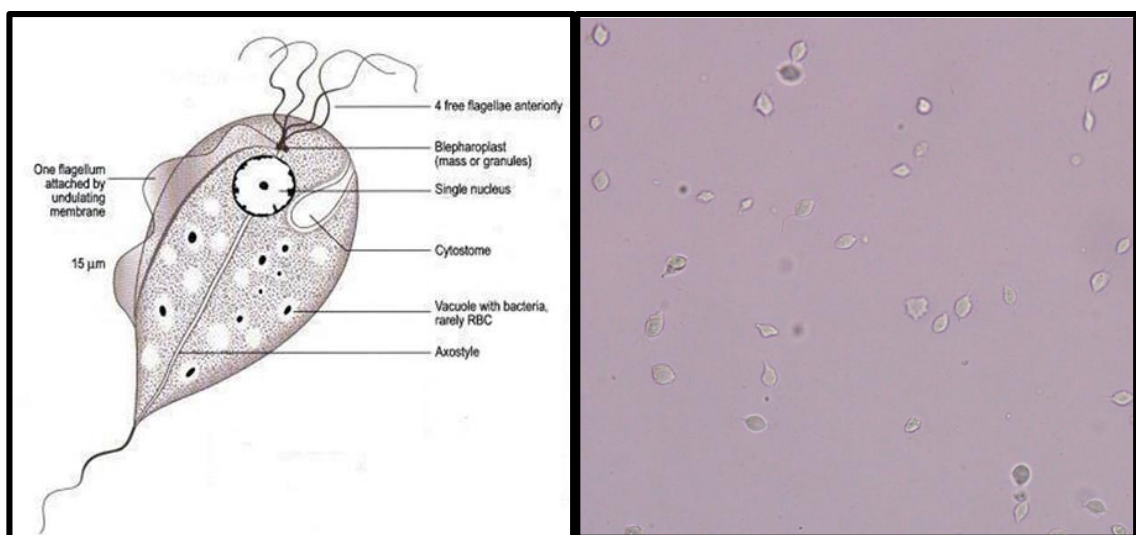 4 free flagellae anteriorly
Blepharoplast
(mass or granules)
One flagellum
attached by
undulating
membrane
Single nucleus
Cytostome
15 µm
Vacuole with bacteria,
rarely RBC
Axostyle